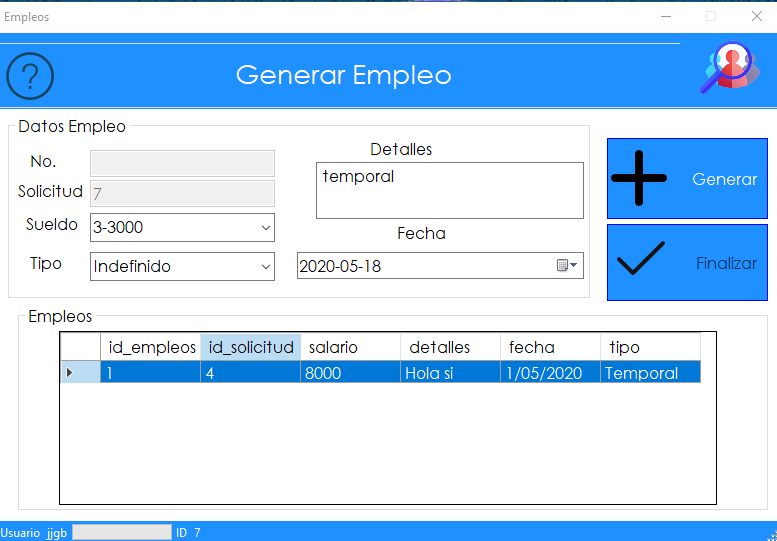 Empleos
?
Generar Empleo
Datos Empleo
No.
Solicitud 7
Sueldo 3-3000
Tipo Indefinido
Detalles
temporal
Fecha
2020-05-18
Generar
Finalizar
Empleos
id_empleos id_solicitud salario detalles fecha tipo
1 4 8000 Hola si 1/05/2020 Temporal
Usuario jjgb ID 7